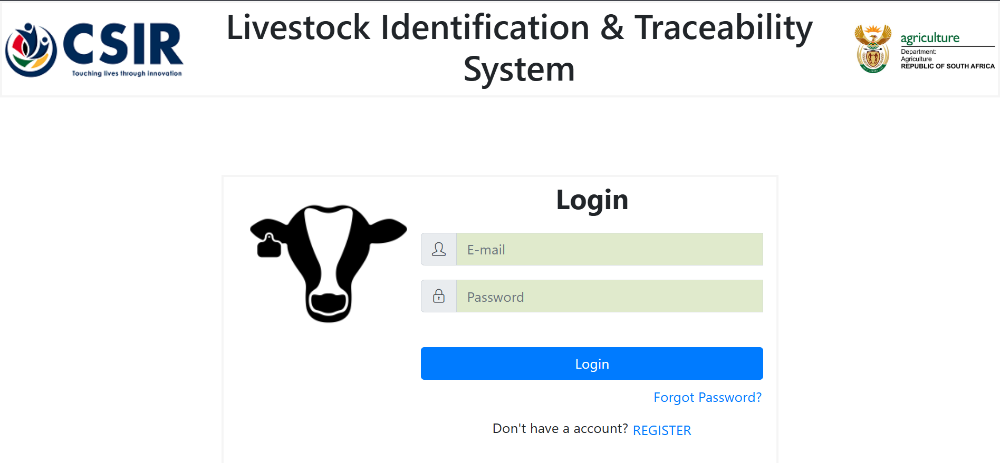 CSIR
Touching lives through innovation
Livestock Identification & Traceability
System
agriculture
Department:
Agriculture
REPUBLIC OF SOUTH AFRICA
Login
E-mail
Password
Login
Forgot Password?
Don't have a account? REGISTER